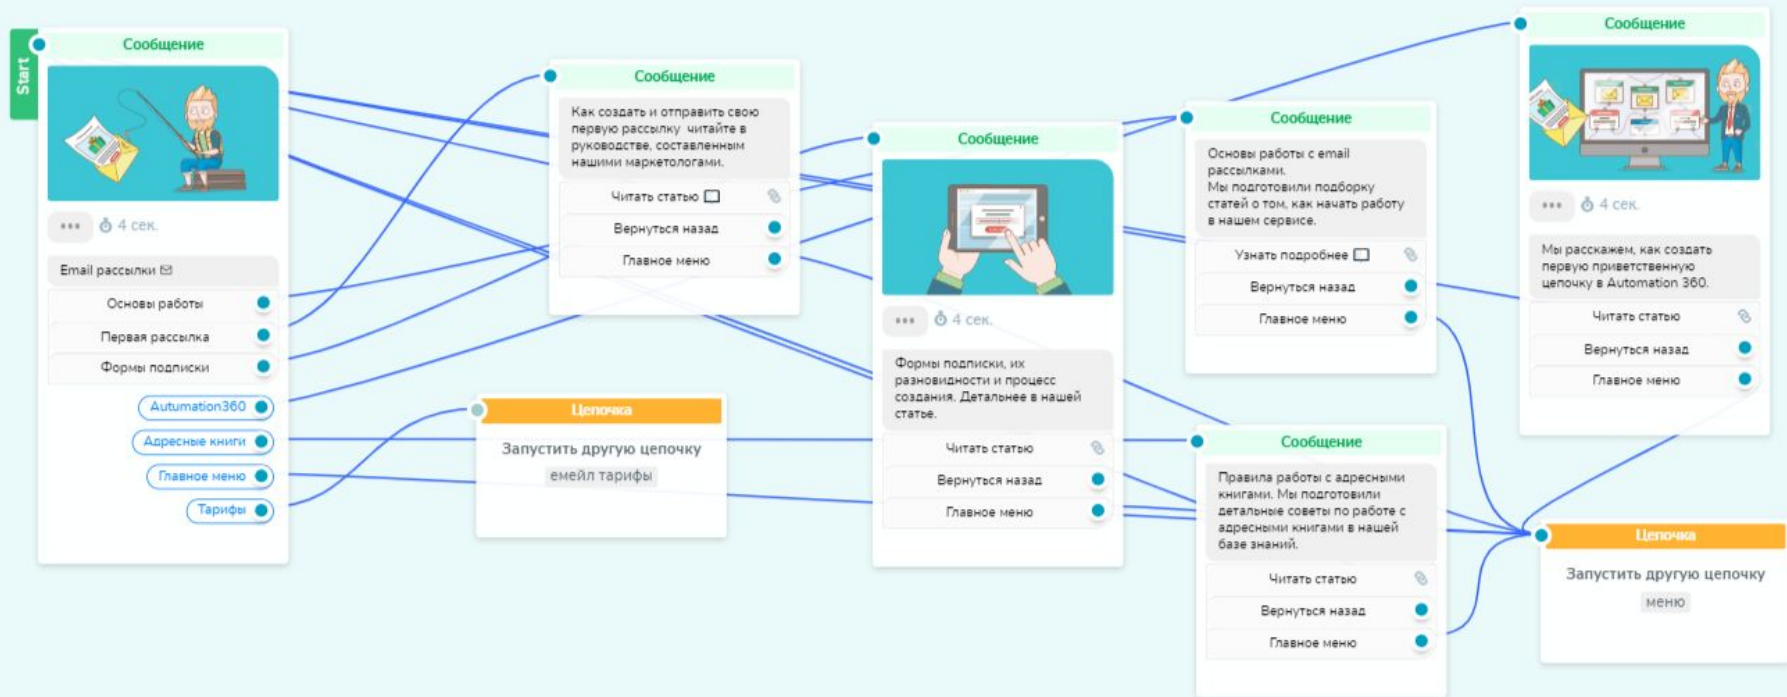 Start
Сообщение
4 сек.
Email рассылки
Основы работы
Первая рассылка
Формы подписки
Autumation360
Адресные книги
Главное меню
Тарифы
Сообщение
Как создать и отправить свою
первую рассылку читайте в
руководстве, составленным
нашими маркетологами.
Читать статью
Вернуться назад
Главное меню
Цепочка
Запустить другую цепочку
емейл тарифы
Сообщение
4 сек.
Формы подписки, их
разновидности и процесс
создания. Детальнее в нашей
статье.
Читать статью
Вернуться назад
Главное меню
Сообщение
Основы работы с email
рассылками.
Мы подготовили подборку
статей о том, как начать работу
в нашем сервисе.
Узнать подробнее
Вернуться назад
Главное меню
Сообщение
Правила работы с адресными
книгами. Мы подготовили
детальные советы по работе с
адресными книгами в нашей
базе знаний.
Читать статью
Вернуться назад
Главное меню
Сообщение
4 сек.
Мы расскажем, как создать
первую приветственную
цепочку в Automation 360.
Читать статью
Вернуться назад
Главное меню
Цепочка
Запустить другую цепочку
меню